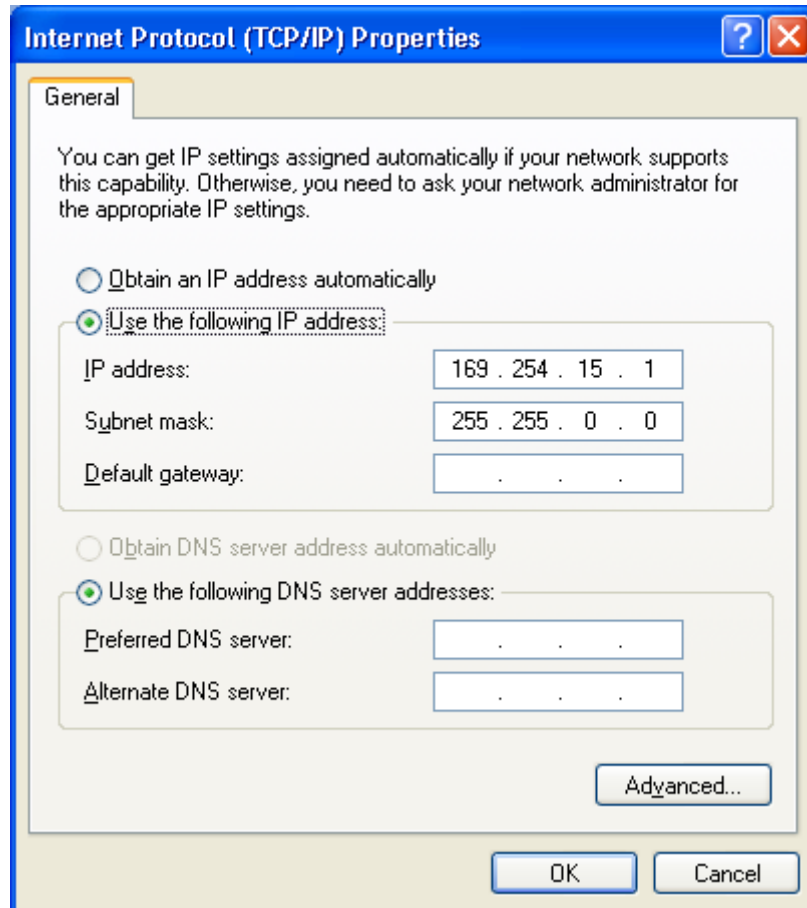 Internet Protocol (TCP/IP) Properties
General
You can get IP settings assigned automatically if your network supports
this capability. Otherwise, you need to ask your network administrator for
the appropriate IP settings.
Obtain an IP address automatically
Use the following IP address:
IP address: 169 . 254 . 15 . 1
Subnet mask: 255 . 255 . 0 . 0
Default gateway: . . .
Obtain DNS server address automatically
Use the following DNS server addresses:
Preferred DNS server: . . .
Alternate DNS server: . . .
Advanced...
OK Cancel